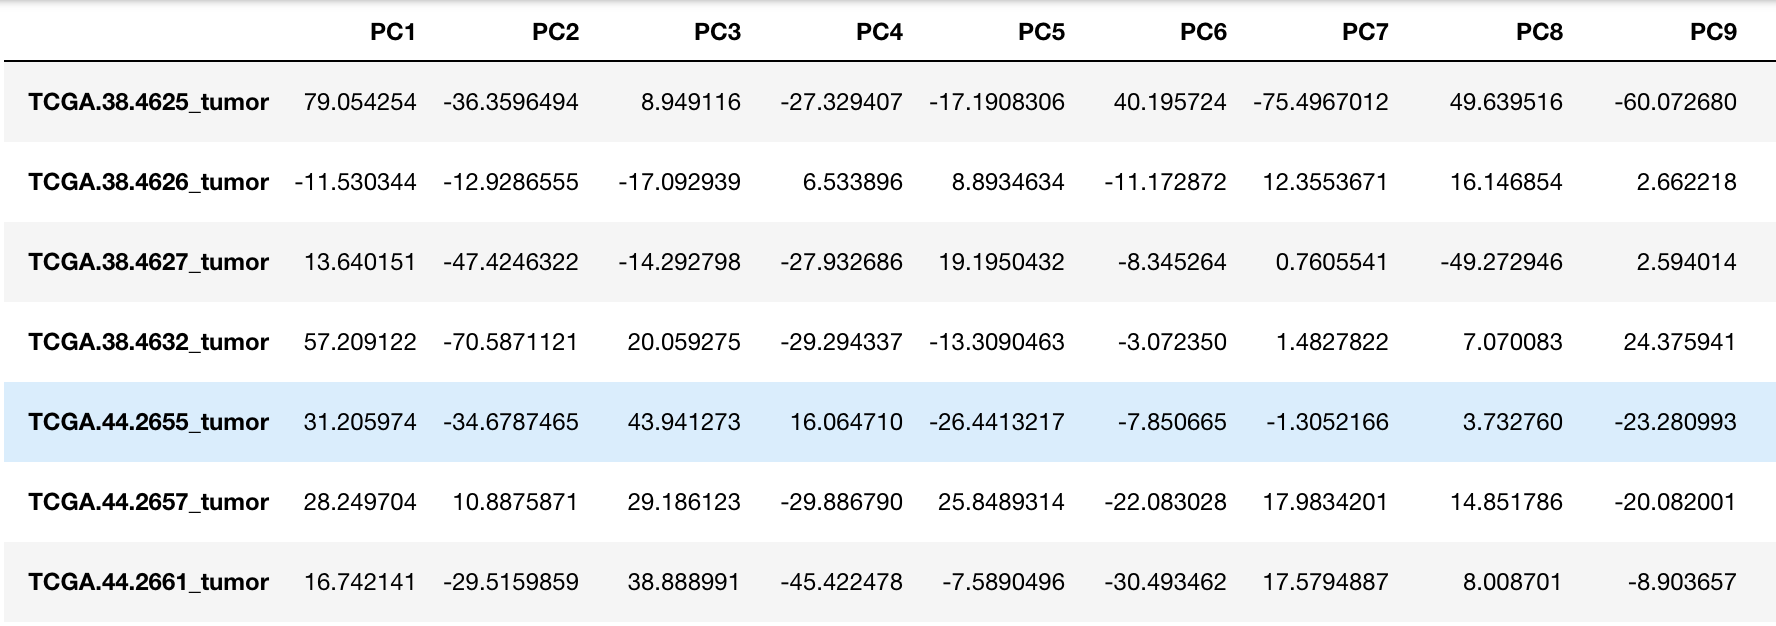 PC1 PC2 PC3 PC4 PC5 PC6 PC7 PC8 PC9
TCGA.38.4625_tumor 79.054254 -36.3596494 8.949116 -27.329407 -17.1908306 40.195724 -75.4967012 49.639516 -60.072680
TCGA.38.4626_tumor -11.530344 -12.9286555 -17.092939 6.533896 8.8934634 -11.172872 12.3553671 16.146854 2.662218
TCGA.38.4627_tumor 13.640151 -47.4246322 -14.292798 -27.932686 19.1950432 -8.345264 0.7605541 -49.272946 2.594014
TCGA.38.4632_tumor 57.209122 -70.5871121 20.059275 -29.294337 -13.3090463 -3.072350 1.4827822 7.070083 24.375941
TCGA.44.2655_tumor 31.205974 -34.6787465 43.941273 16.064710 -26.4413217 -7.850665 -1.3052166 3.732760 -23.280993
TCGA.44.2657_tumor 28.249704 10.8875871 29.186123 -29.886790 25.8489314 -22.083028 17.9834201 14.851786 -20.082001
TCGA.44.2661_tumor 16.742141 -29.5159859 38.888991 -45.422478 -7.5890496 -30.493462 17.5794887 8.008701 -8.903657